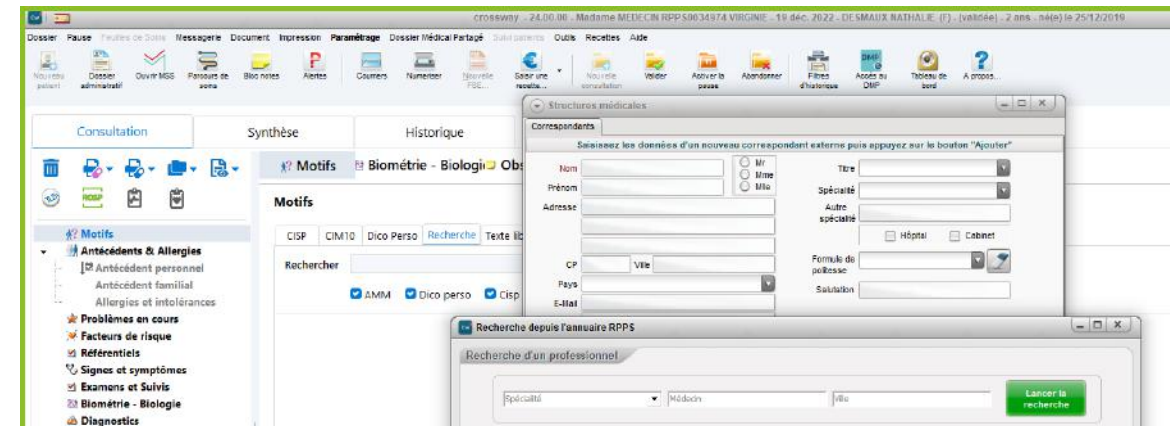 crossway - 24.00.00 - Madame MEDECIN RPPS0034974 VIRGINIE - 19 déc. 2022 - DESMAUX NATHALIE (F) - [validée] - 2 ans - né(e) le 25/12/2019
Dossier Pause Feuilles de Soins Messagerie Document Impression Paramétrage Dossier Médical Partagé Outils Recettes Aide
Nouveau patient Dossier administratif Ouvrir MSS Parcours de soins Bloc notes Alertes Courriers Numériser Nouvelle FSE... Saisir une recette... Nouvelle consultation Valider Activer la pause Abandonner Filtres d'historique Accès au DMP Tableau de bord A propos...
Structures médicales
Consultation Synthèse Historique
Correspondants
Saisissez les données d'un nouveau correspondant externe puis appuyez sur le bouton "Ajouter"
Motifs Biométrie - Biologi Obs
Nom Mr Mme Mlle Titre
Prénom Spécialité
ROSP
Motifs
Adresse Autre spécialité
Motifs
CISP CIM10 Dico Perso Recherche Texte lib
Hôpital Cabinet
Antécédents & Allergies
Antécédent personnel
Rechercher
CP Ville Formule de politesse
Antécédent familial
Pays Salutation
Allergies et intolérances
AMM Dico perso Cisp
E-Mail
Problèmes en cours
Facteurs de risque
Recherche depuis l'annuaire RPPS
Référentiels
Recherche d'un professionnel
Signes et symptômes
Examens et Suivis
Biométrie - Biologie
Spécialité Médecin Ville Lancer la recherche
Diagnostics